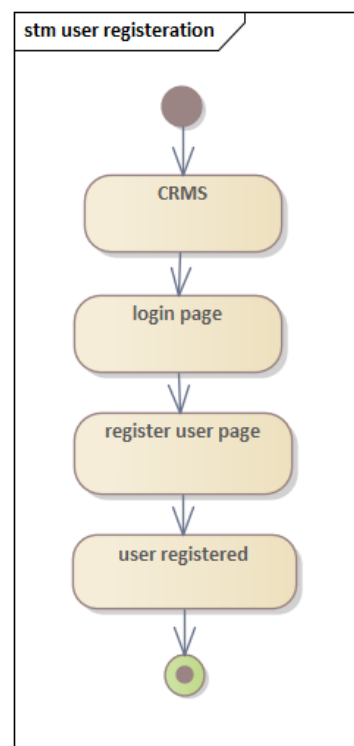 stm user registeration
CRMS
login page
register user page
user registered